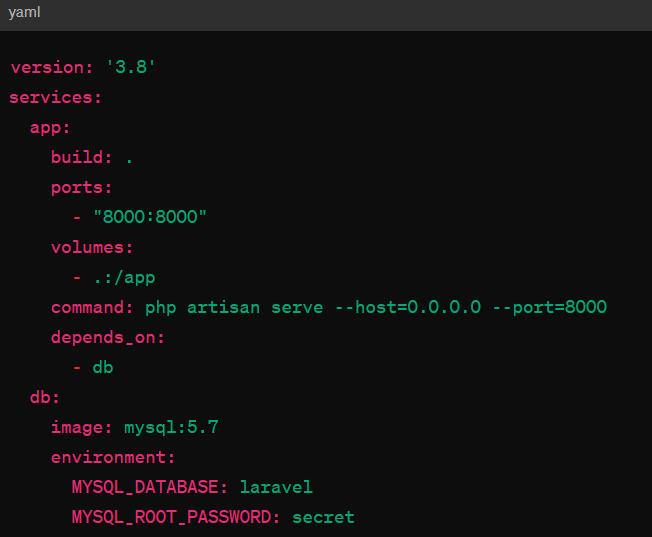 yaml
version: '3.8'
services:
  app:
    build: .
    ports:
      - "8000:8000"
    volumes:
      - .:/app
    command: php artisan serve --host=0.0.0.0 --port=8000
    depends_on:
      - db
  db:
    image: mysql:5.7
    environment:
      MYSQL_DATABASE: laravel
      MYSQL_ROOT_PASSWORD: secret